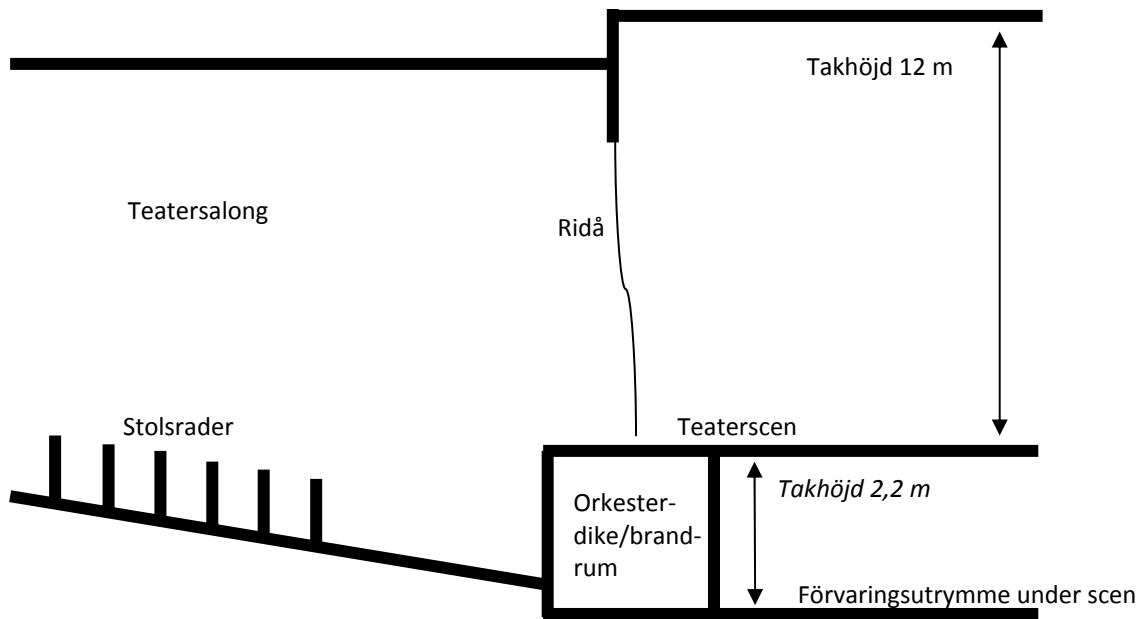 Takhöjd 12 m
Teatersalong
Ridå
Stolsrader
Teaterscen
Orkester-
dike/brand-
rum
Takhöjd 2,2 m
Förvaringsutrymme under scen